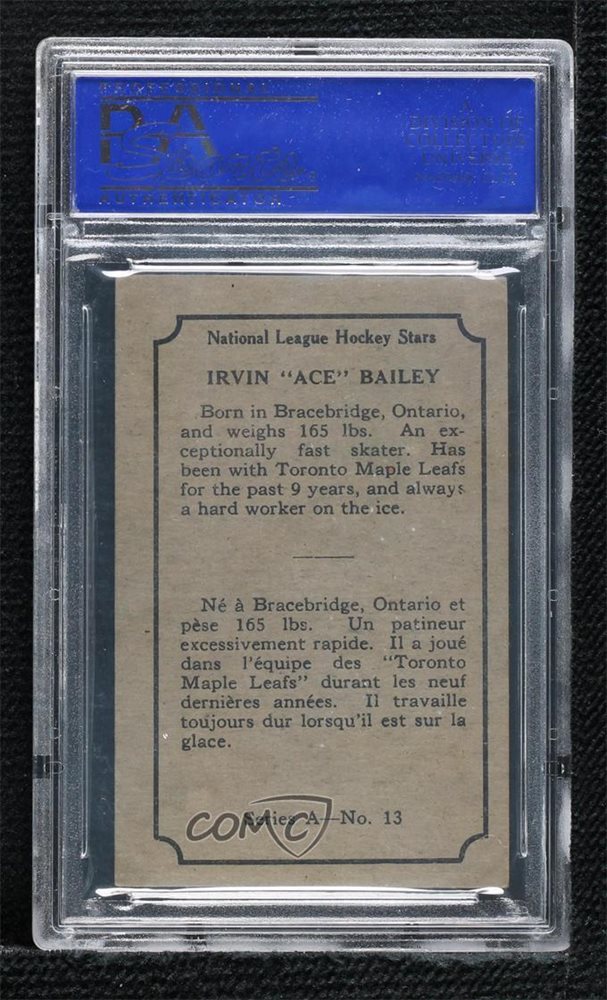 PROFESSIONAL
PSA
AUTHENTICATOR
A
DIVISION OF
COLLECTORS
UNIVERSE
National League Hockey Stars
IRVIN "ACE" BAILEY
Born in Bracebridge, Ontario,
and weighs 165 lbs. An ex-
ceptionally fast skater. Has
been with Toronto Maple Leafs
for the past 9 years, and always
a hard worker on the ice.
Né à Bracebridge, Ontario et
pèse 165 lbs. Un patineur
excessivement rapide. Il a joué
dans l'équipe des "Toronto
Maple Leafs" durant les neuf
dernières années. Il travaille
toujours dur lorsqu'il est sur la
glace.
Series A—No. 13
COMC